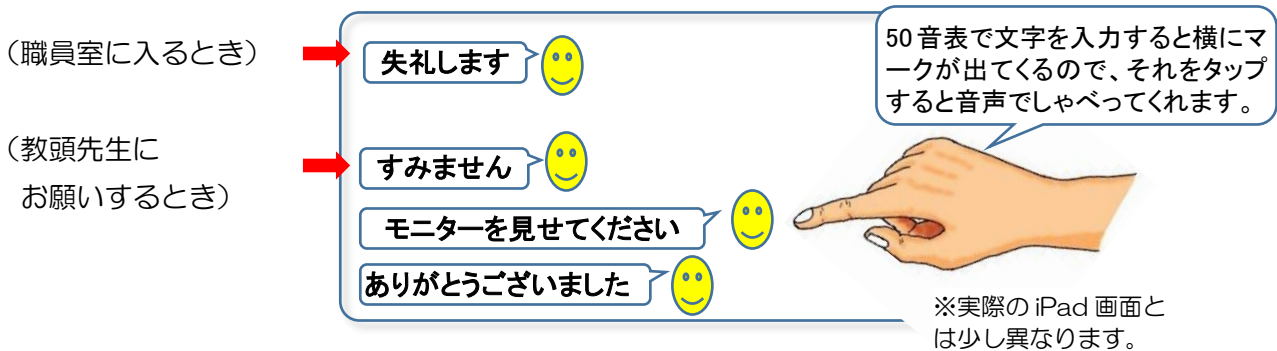 （職員室に入るとき）
失礼します
50音表で文字を入力すると横にマ
ークが出てくるので、それをタップ
すると音声でしゃべってくれます。
（教頭先生に
お願いするとき）
すみません
モニターを見せてください
ありがとうございました
※実際の iPad 画面と
は少し異なります。